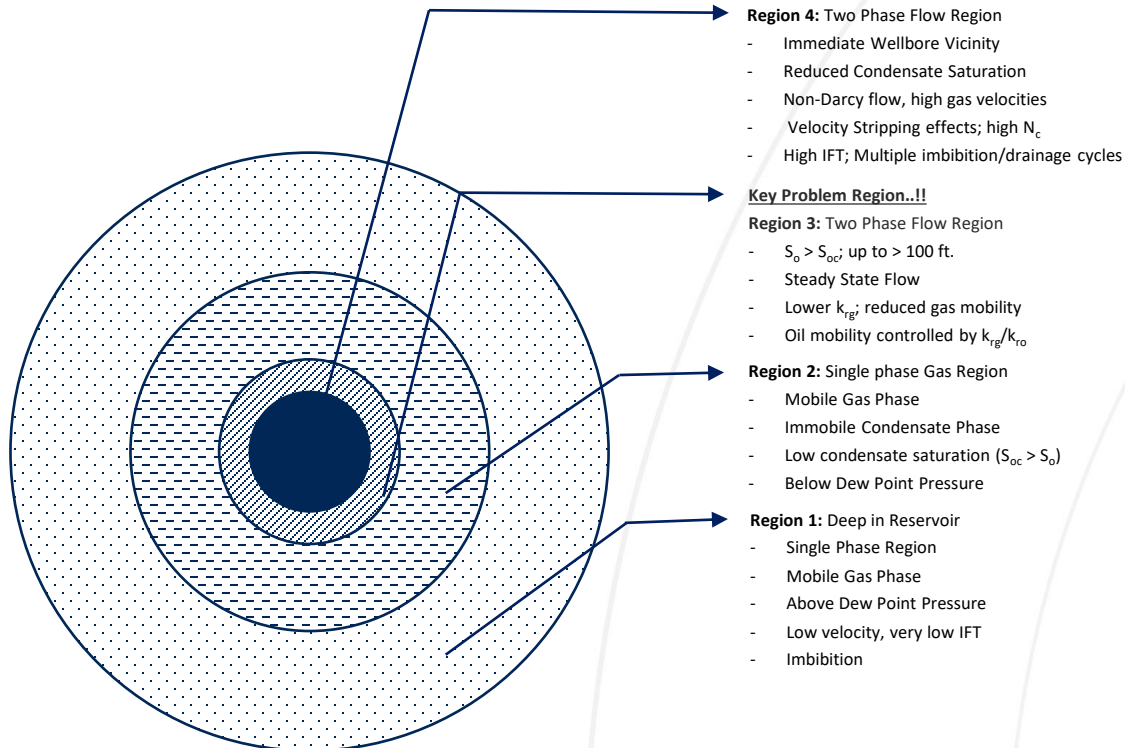 Region 4: Two Phase Flow Region
- Immediate Wellbore Vicinity
- Reduced Condensate Saturation
- Non-Darcy flow, high gas velocities
- Velocity Stripping effects; high Nc
- High IFT; Multiple imbibition/drainage cycles
Key Problem Region..!!
Region 3: Two Phase Flow Region
- So > Soc; up to > 100 ft.
- Steady State Flow
- Lower krg; reduced gas mobility
- Oil mobility controlled by krg/kro
Region 2: Single phase Gas Region
- Mobile Gas Phase
- Immobile Condensate Phase
- Low condensate saturation (Soc > So)
- Below Dew Point Pressure
Region 1: Deep in Reservoir
- Single Phase Region
- Mobile Gas Phase
- Above Dew Point Pressure
- Low velocity, very low IFT
- Imbibition